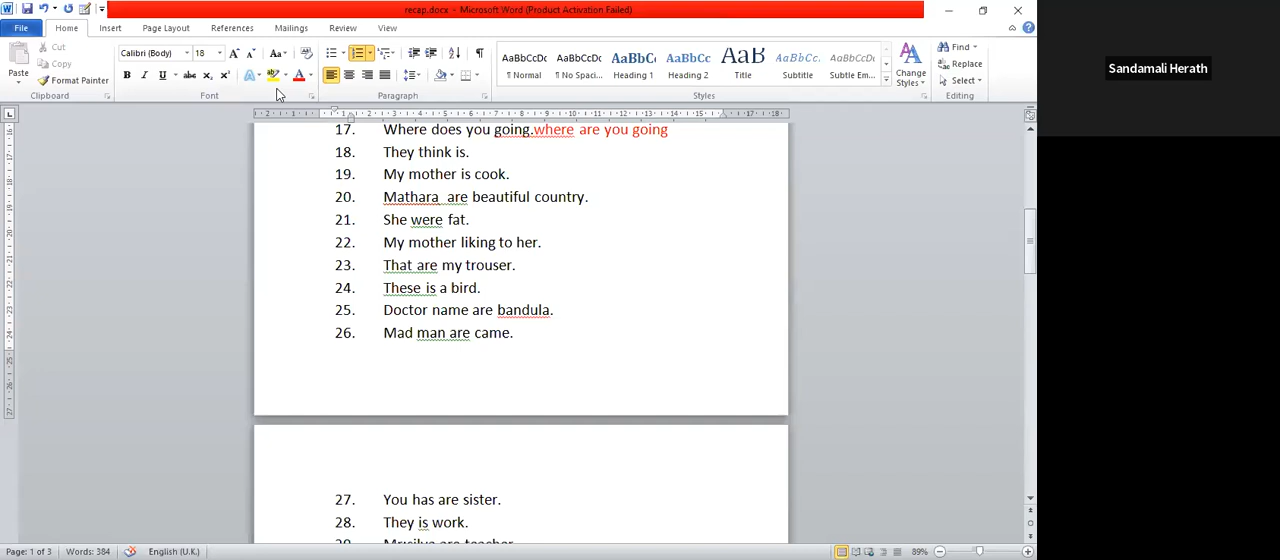 recap.docx - Microsoft Word (Product Activation Failed)
File Home Insert Page Layout References Mailings Review View
Cut
Copy
Format Painter
Paste
Clipboard
Calibri (Body) 18
Font
Paragraph
AaBbCcDc AaBbCcDc AaBbCc AaBbCc AaB AaBbCc. AaBbCcDc
¶ Normal ¶ No Spaci... Heading 1 Heading 2 Title Subtitle Subtle Em...
Styles
Change Styles
Find
Replace
Select
Editing
Sandamali Herath
17. Where does you going.where are you going
18. They think is.
19. My mother is cook.
20. Mathara are beautiful country.
21. She were fat.
22. My mother liking to her.
23. That are my trouser.
24. These is a bird.
25. Doctor name are bandula.
26. Mad man are came.
27. You has are sister.
28. They is work.
Page: 1 of 3 Words: 384 English (U.K.) 89%